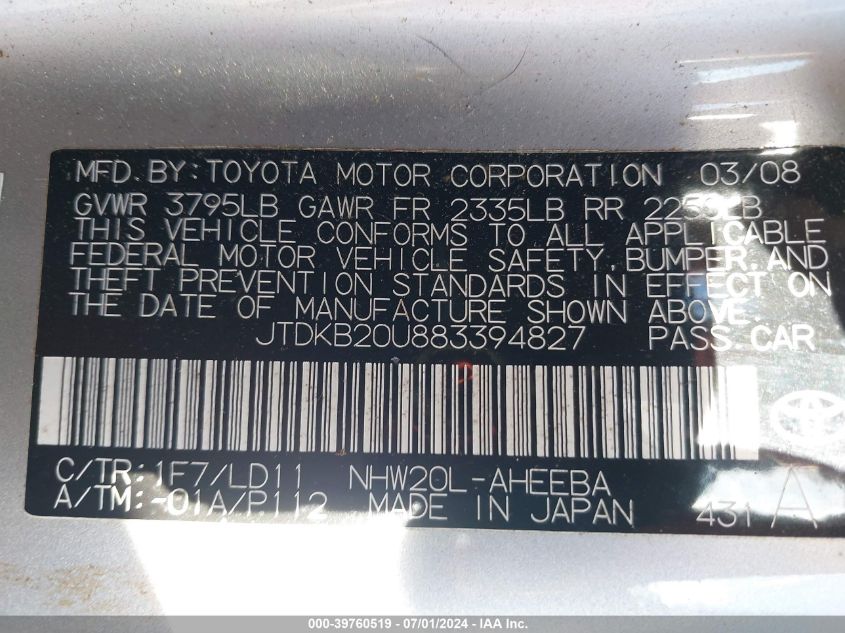 MFD. BY: TOYOTA MOTOR CORPORATION 03/08
GVWR 3795LB GAWR FR 2335LB RR 2255LB
THIS VEHICLE CONFORMS TO ALL APPLICABLE
FEDERAL MOTOR VEHICLE SAFETY, BUMPER, AND
THEFT PREVENTION STANDARDS IN EFFECT ON
THE DATE OF MANUFACTURE SHOWN ABOVE.
JTDKB20U883394827 PASS. CAR
C/TR: 1F7/LD11 NHW20L-AHEEBA
A/TM: -01A/P112 MADE IN JAPAN 431 A
000-39760519 - 07/01/2024 - IAA Inc.